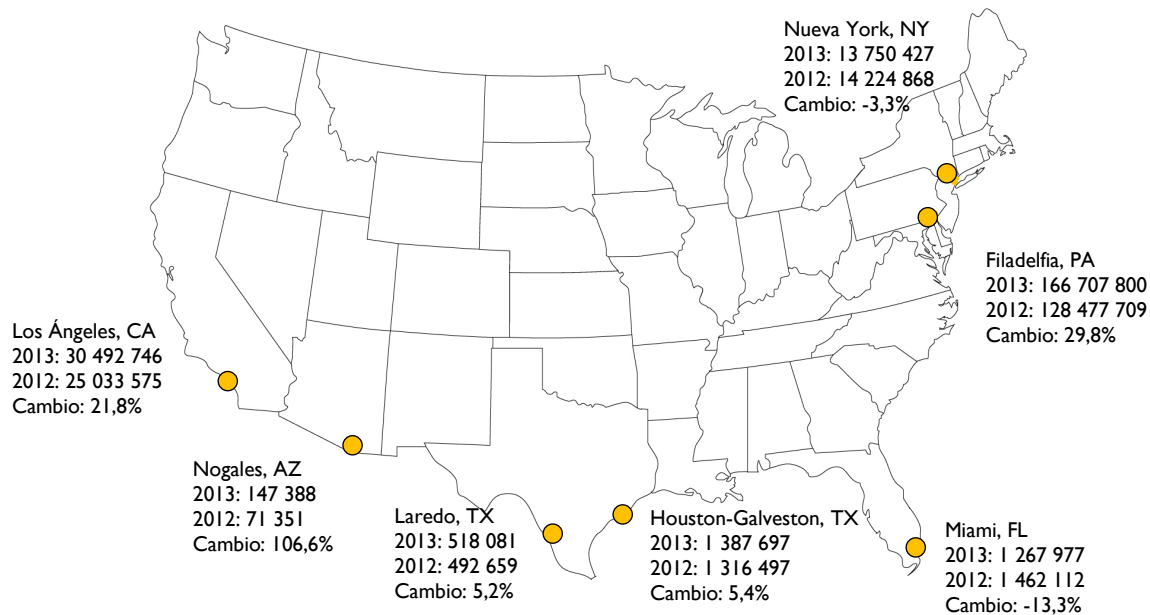 Nueva York, NY
2013: 13 750 427
2012: 14 224 868
Cambio: -3,3%
Filadelfia, PA
2013: 166 707 800
2012: 128 477 709
Cambio: 29,8%
Los Ángeles, CA
2013: 30 492 746
2012: 25 033 575
Cambio: 21,8%
Nogales, AZ
2013: 147 388
2012: 71 351
Cambio: 106,6%
Laredo, TX
2013: 518 081
2012: 492 659
Cambio: 5,2%
Houston-Galveston, TX
2013: 1 387 697
2012: 1 316 497
Cambio: 5,4%
Miami, FL
2013: 1 267 977
2012: 1 462 112
Cambio: -13,3%